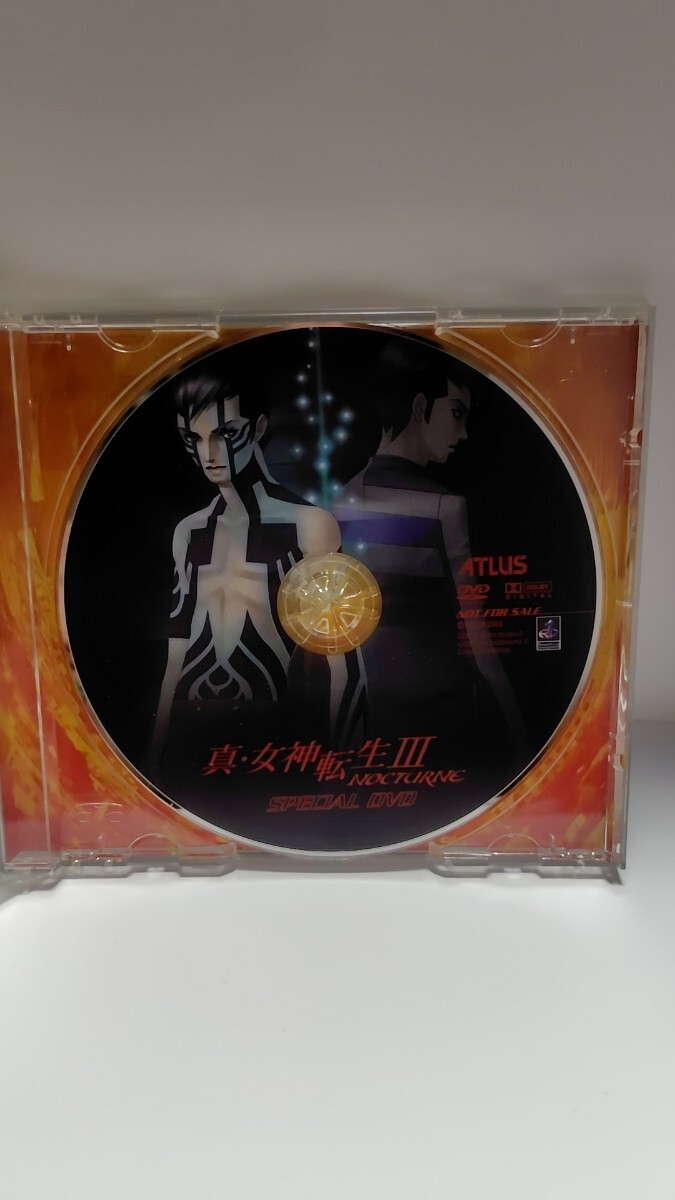 ATLUS
DVD DOLBY
DIGITAL
NOT FOR SALE
真・女神転生III
NOCTURNE
SPECIAL DVD